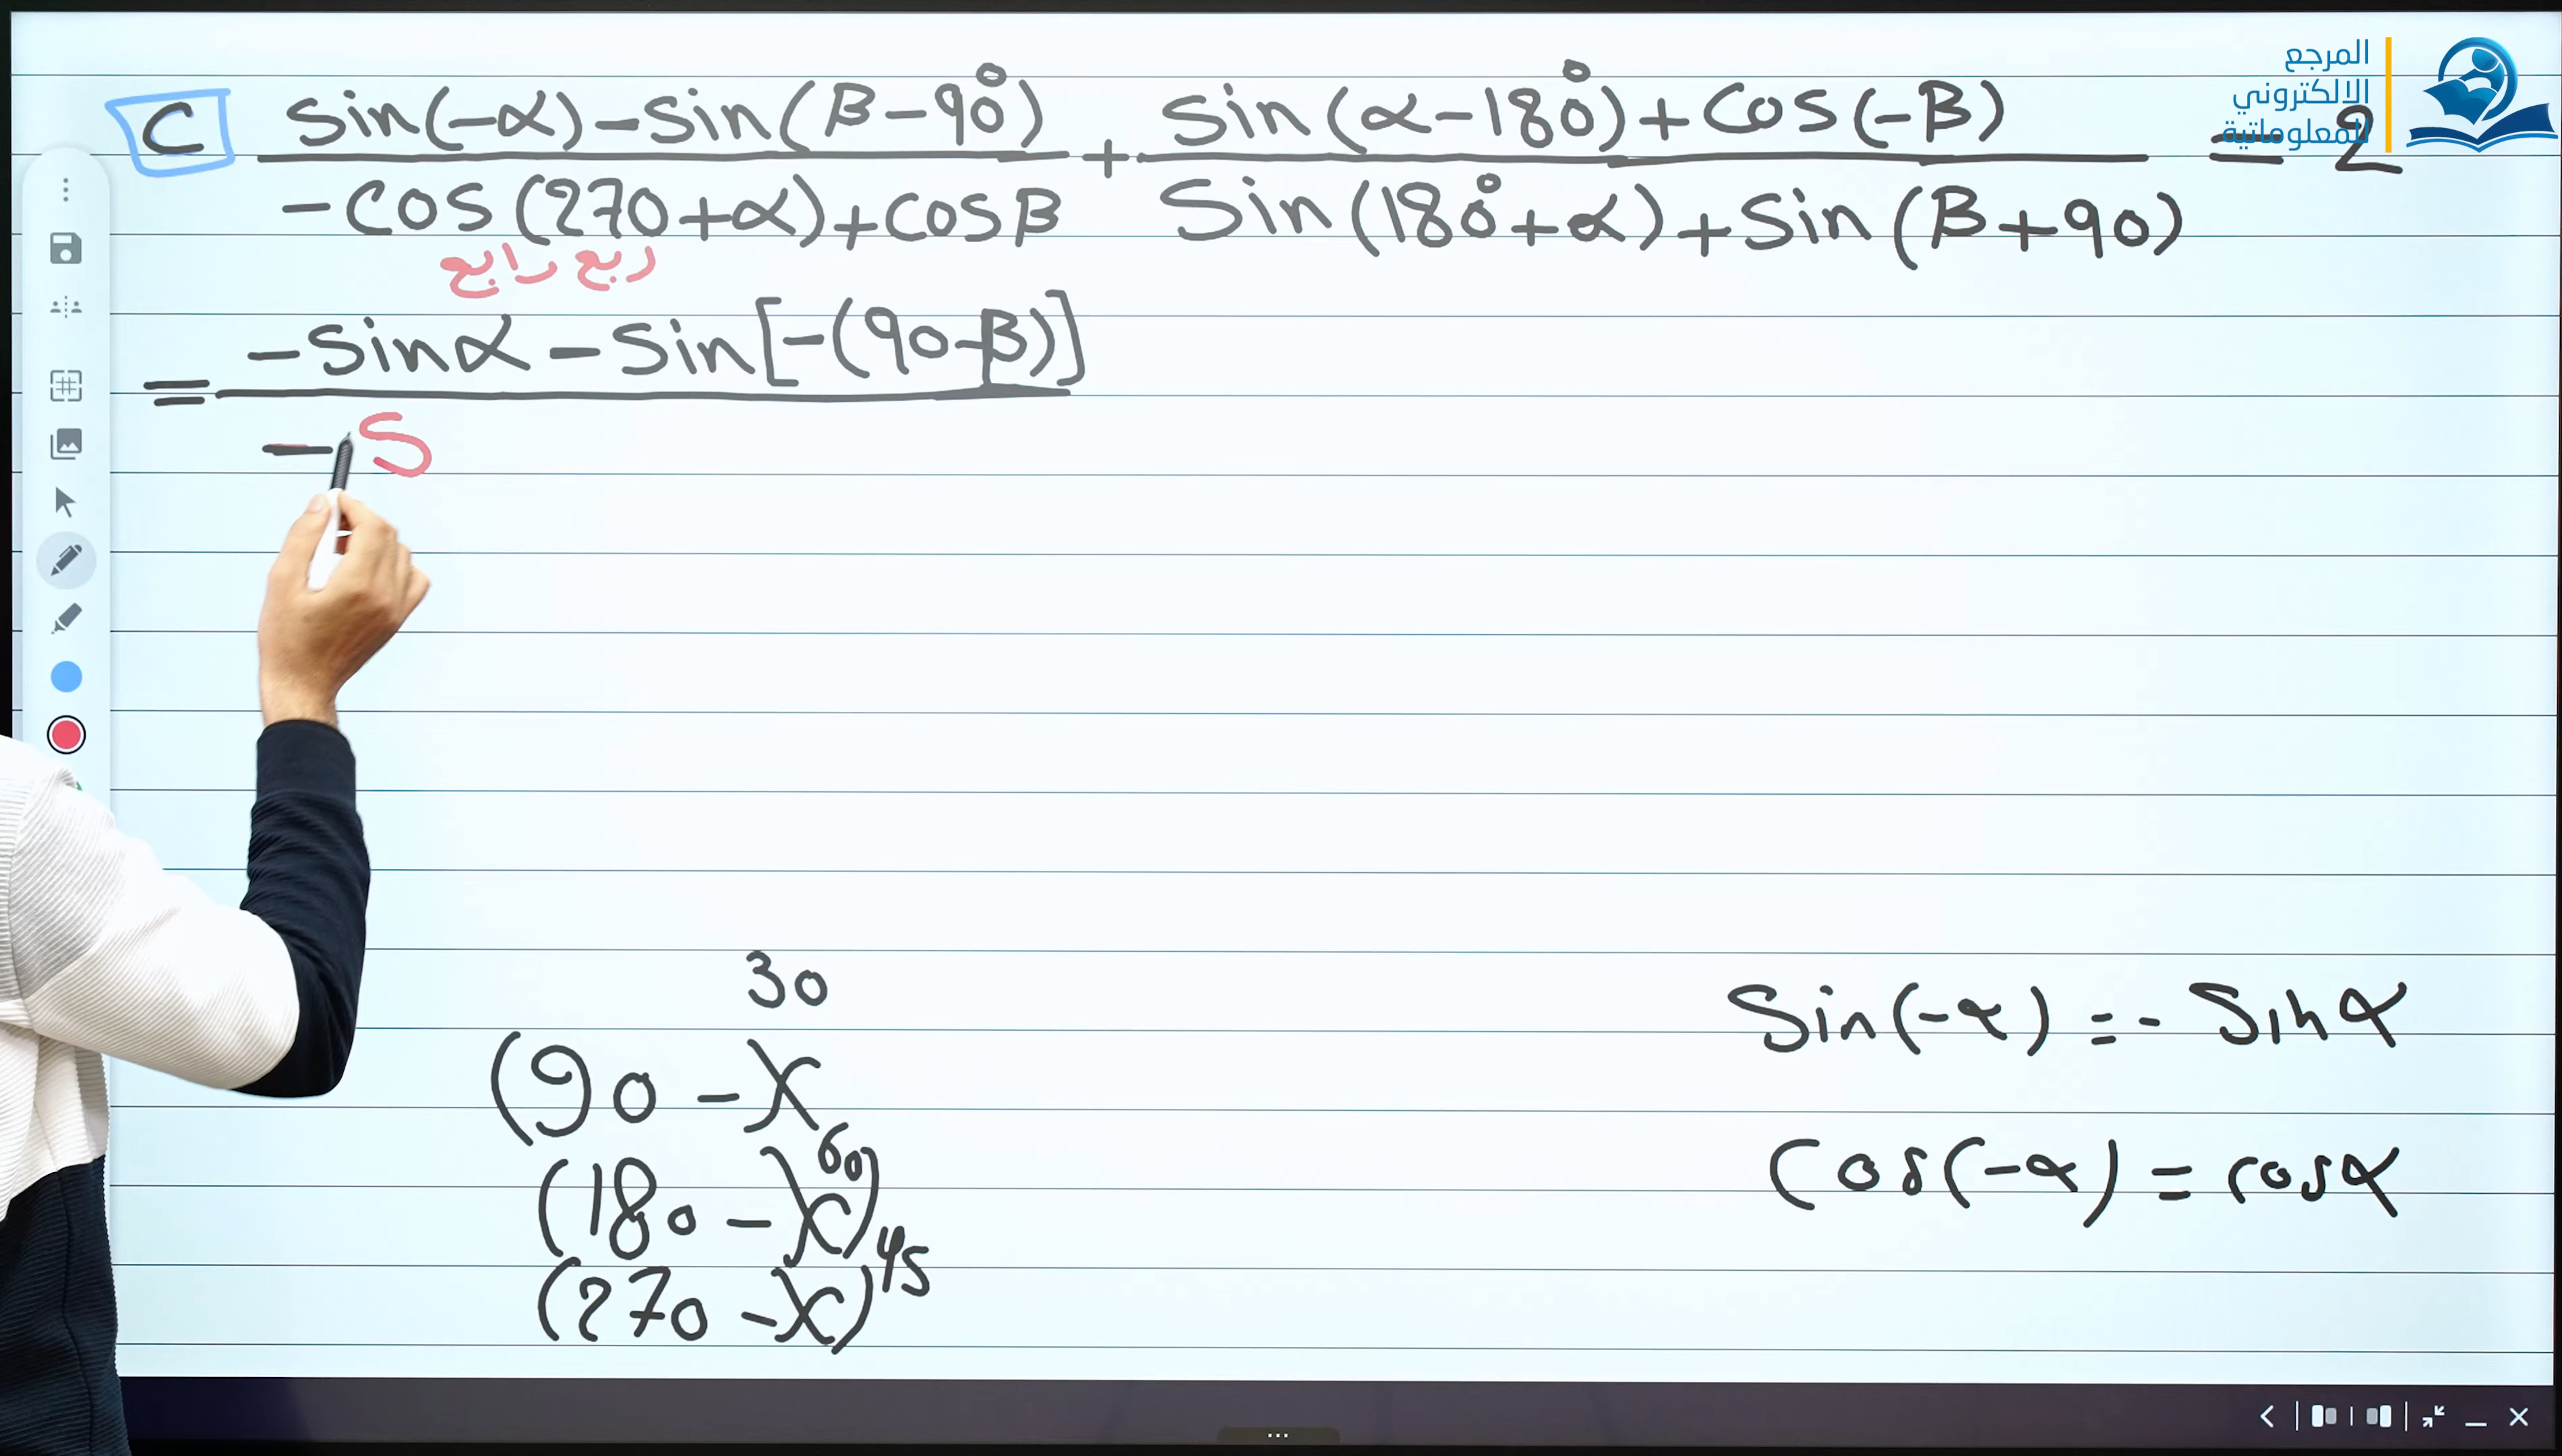 المرجع
الالكتروني
للمعلوماتية
C (sin(-α) - sin(β - 90°)) / (-cos(270 + α) + cos β) + (sin(α - 180°) + cos(-β)) / (sin(180° + α) + sin(β + 90)) = 2
ربع رابع
= -sin α - sin[-(90 - β)]
- S
30
(90 - X
60
(180 - X)
45
(270 - X)
sin(-α) = - sin α
cos(-α) = cos α